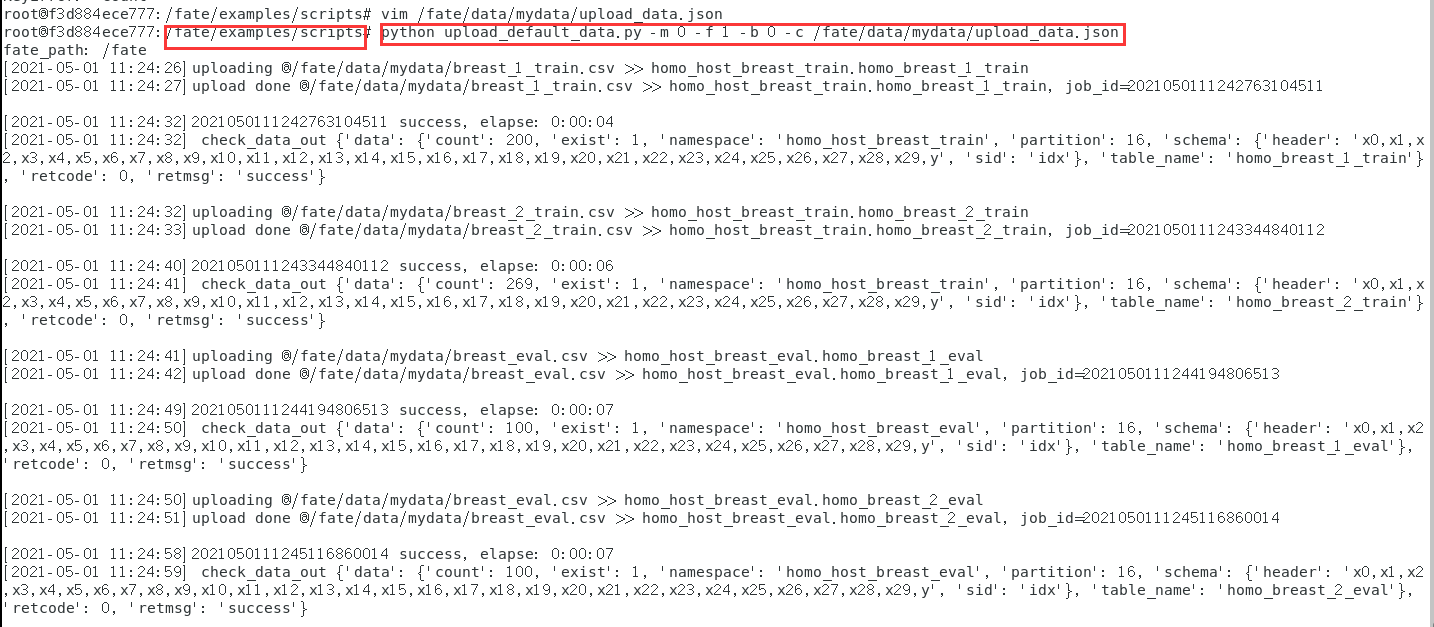 root@f3d884ece777:/fate/examples/scripts# vim /fate/data/mydata/upload_data.json
root@f3d884ece777:/fate/examples/scripts# python upload_default_data.py -m 0 -f 1 -b 0 -c /fate/data/mydata/upload_data.json
fate_path: /fate
[2021-05-01 11:24:26] uploading @/fate/data/mydata/breast_1_train.csv >> homo_host_breast_train.homo_breast_1_train
[2021-05-01 11:24:27] upload done @/fate/data/mydata/breast_1_train.csv >> homo_host_breast_train.homo_breast_1_train, job_id=2021050111242763104511
[2021-05-01 11:24:32] 2021050111242763104511 success, elapse: 0:00:04
[2021-05-01 11:24:32]  check_data_out {'data': {'count': 200, 'exist': 1, 'namespace': 'homo_host_breast_train', 'partition': 16, 'schema': {'header': 'x0,x1,x
2,x3,x4,x5,x6,x7,x8,x9,x10,x11,x12,x13,x14,x15,x16,x17,x18,x19,x20,x21,x22,x23,x24,x25,x26,x27,x28,x29,y', 'sid': 'idx'}, 'table_name': 'homo_breast_1_train'}
, 'retcode': 0, 'retmsg': 'success'}
[2021-05-01 11:24:32] uploading @/fate/data/mydata/breast_2_train.csv >> homo_host_breast_train.homo_breast_2_train
[2021-05-01 11:24:33] upload done @/fate/data/mydata/breast_2_train.csv >> homo_host_breast_train.homo_breast_2_train, job_id=2021050111243344840112
[2021-05-01 11:24:40] 2021050111243344840112 success, elapse: 0:00:06
[2021-05-01 11:24:41]  check_data_out {'data': {'count': 269, 'exist': 1, 'namespace': 'homo_host_breast_train', 'partition': 16, 'schema': {'header': 'x0,x1,x
2,x3,x4,x5,x6,x7,x8,x9,x10,x11,x12,x13,x14,x15,x16,x17,x18,x19,x20,x21,x22,x23,x24,x25,x26,x27,x28,x29,y', 'sid': 'idx'}, 'table_name': 'homo_breast_2_train'}
, 'retcode': 0, 'retmsg': 'success'}
[2021-05-01 11:24:41] uploading @/fate/data/mydata/breast_eval.csv >> homo_host_breast_eval.homo_breast_1_eval
[2021-05-01 11:24:42] upload done @/fate/data/mydata/breast_eval.csv >> homo_host_breast_eval.homo_breast_1_eval, job_id=2021050111244194806513
[2021-05-01 11:24:49] 2021050111244194806513 success, elapse: 0:00:07
[2021-05-01 11:24:50]  check_data_out {'data': {'count': 100, 'exist': 1, 'namespace': 'homo_host_breast_eval', 'partition': 16, 'schema': {'header': 'x0,x1,x2
,x3,x4,x5,x6,x7,x8,x9,x10,x11,x12,x13,x14,x15,x16,x17,x18,x19,x20,x21,x22,x23,x24,x25,x26,x27,x28,x29,y', 'sid': 'idx'}, 'table_name': 'homo_breast_1_eval'},
'retcode': 0, 'retmsg': 'success'}
[2021-05-01 11:24:50] uploading @/fate/data/mydata/breast_eval.csv >> homo_host_breast_eval.homo_breast_2_eval
[2021-05-01 11:24:51] upload done @/fate/data/mydata/breast_eval.csv >> homo_host_breast_eval.homo_breast_2_eval, job_id=2021050111245116860014
[2021-05-01 11:24:58] 2021050111245116860014 success, elapse: 0:00:07
[2021-05-01 11:24:59]  check_data_out {'data': {'count': 100, 'exist': 1, 'namespace': 'homo_host_breast_eval', 'partition': 16, 'schema': {'header': 'x0,x1,x2
,x3,x4,x5,x6,x7,x8,x9,x10,x11,x12,x13,x14,x15,x16,x17,x18,x19,x20,x21,x22,x23,x24,x25,x26,x27,x28,x29,y', 'sid': 'idx'}, 'table_name': 'homo_breast_2_eval'},
'retcode': 0, 'retmsg': 'success'}